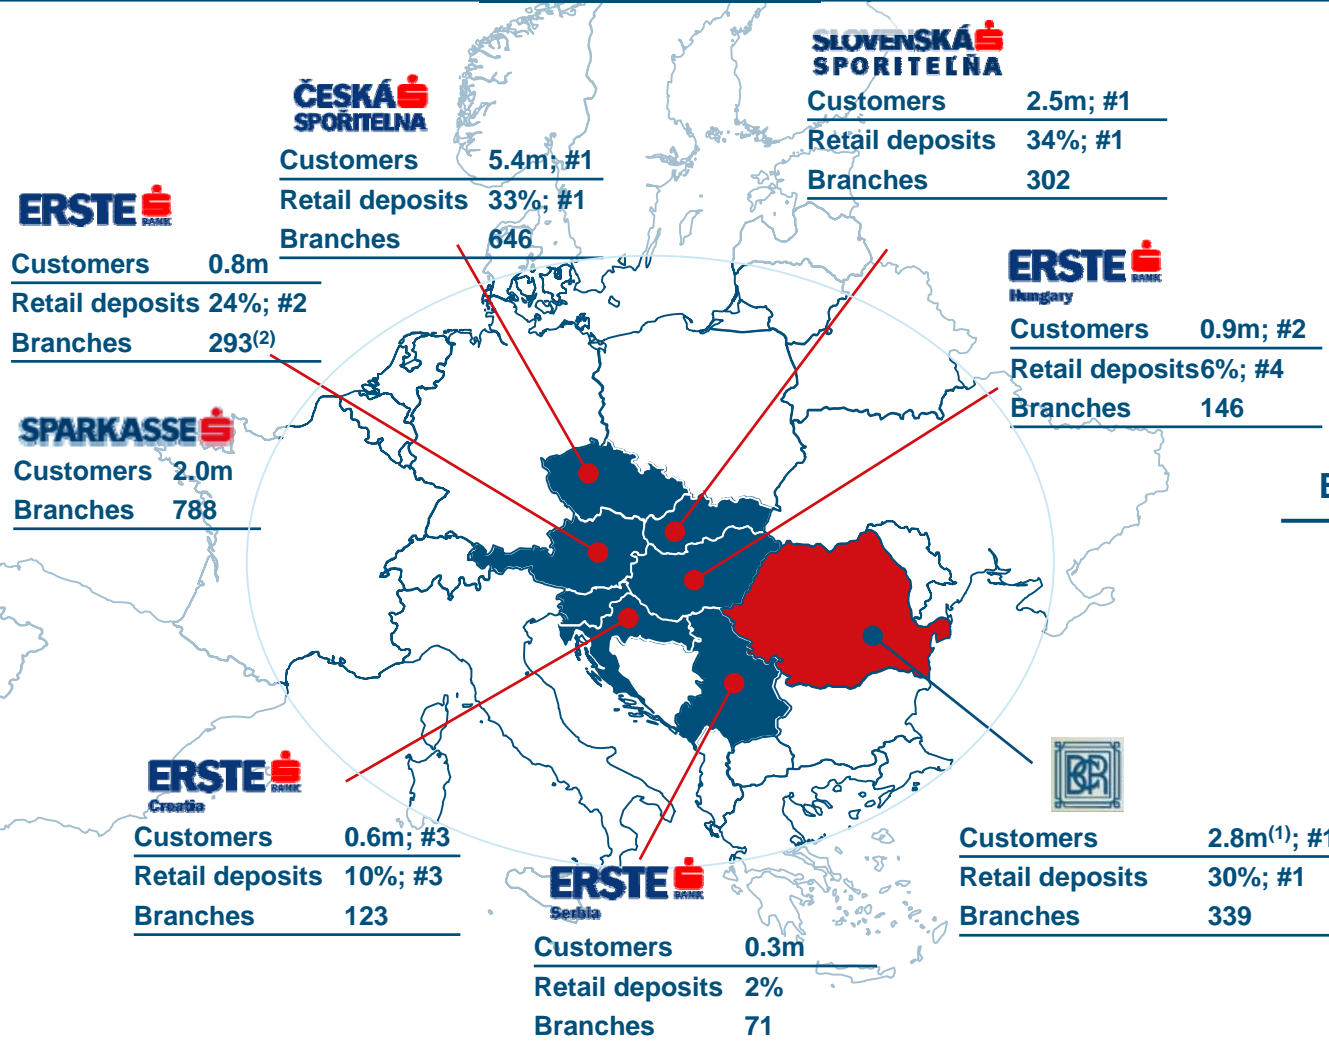 SLOVENSKÁ
SPORITEĽŇA
Customers 2.5m; #1
Retail deposits 34%; #1
Branches 302
ČESKÁ
SPOŘITELNA
Customers 5.4m; #1
Retail deposits 33%; #1
Branches 646
ERSTE BANK
Customers 0.8m
Retail deposits 24%; #2
Branches 293(2)
ERSTE BANK
Hungary
Customers 0.9m; #2
Retail deposits 6%; #4
Branches 146
SPARKASSE
Customers 2.0m
Branches 788
E
ERSTE BANK
Croatia
Customers 0.6m; #3
Retail deposits 10%; #3
Branches 123
ERSTE BANK
Serbia
Customers 0.3m
Retail deposits 2%
Branches 71
BCR
Customers 2.8m(1); #1
Retail deposits 30%; #1
Branches 339